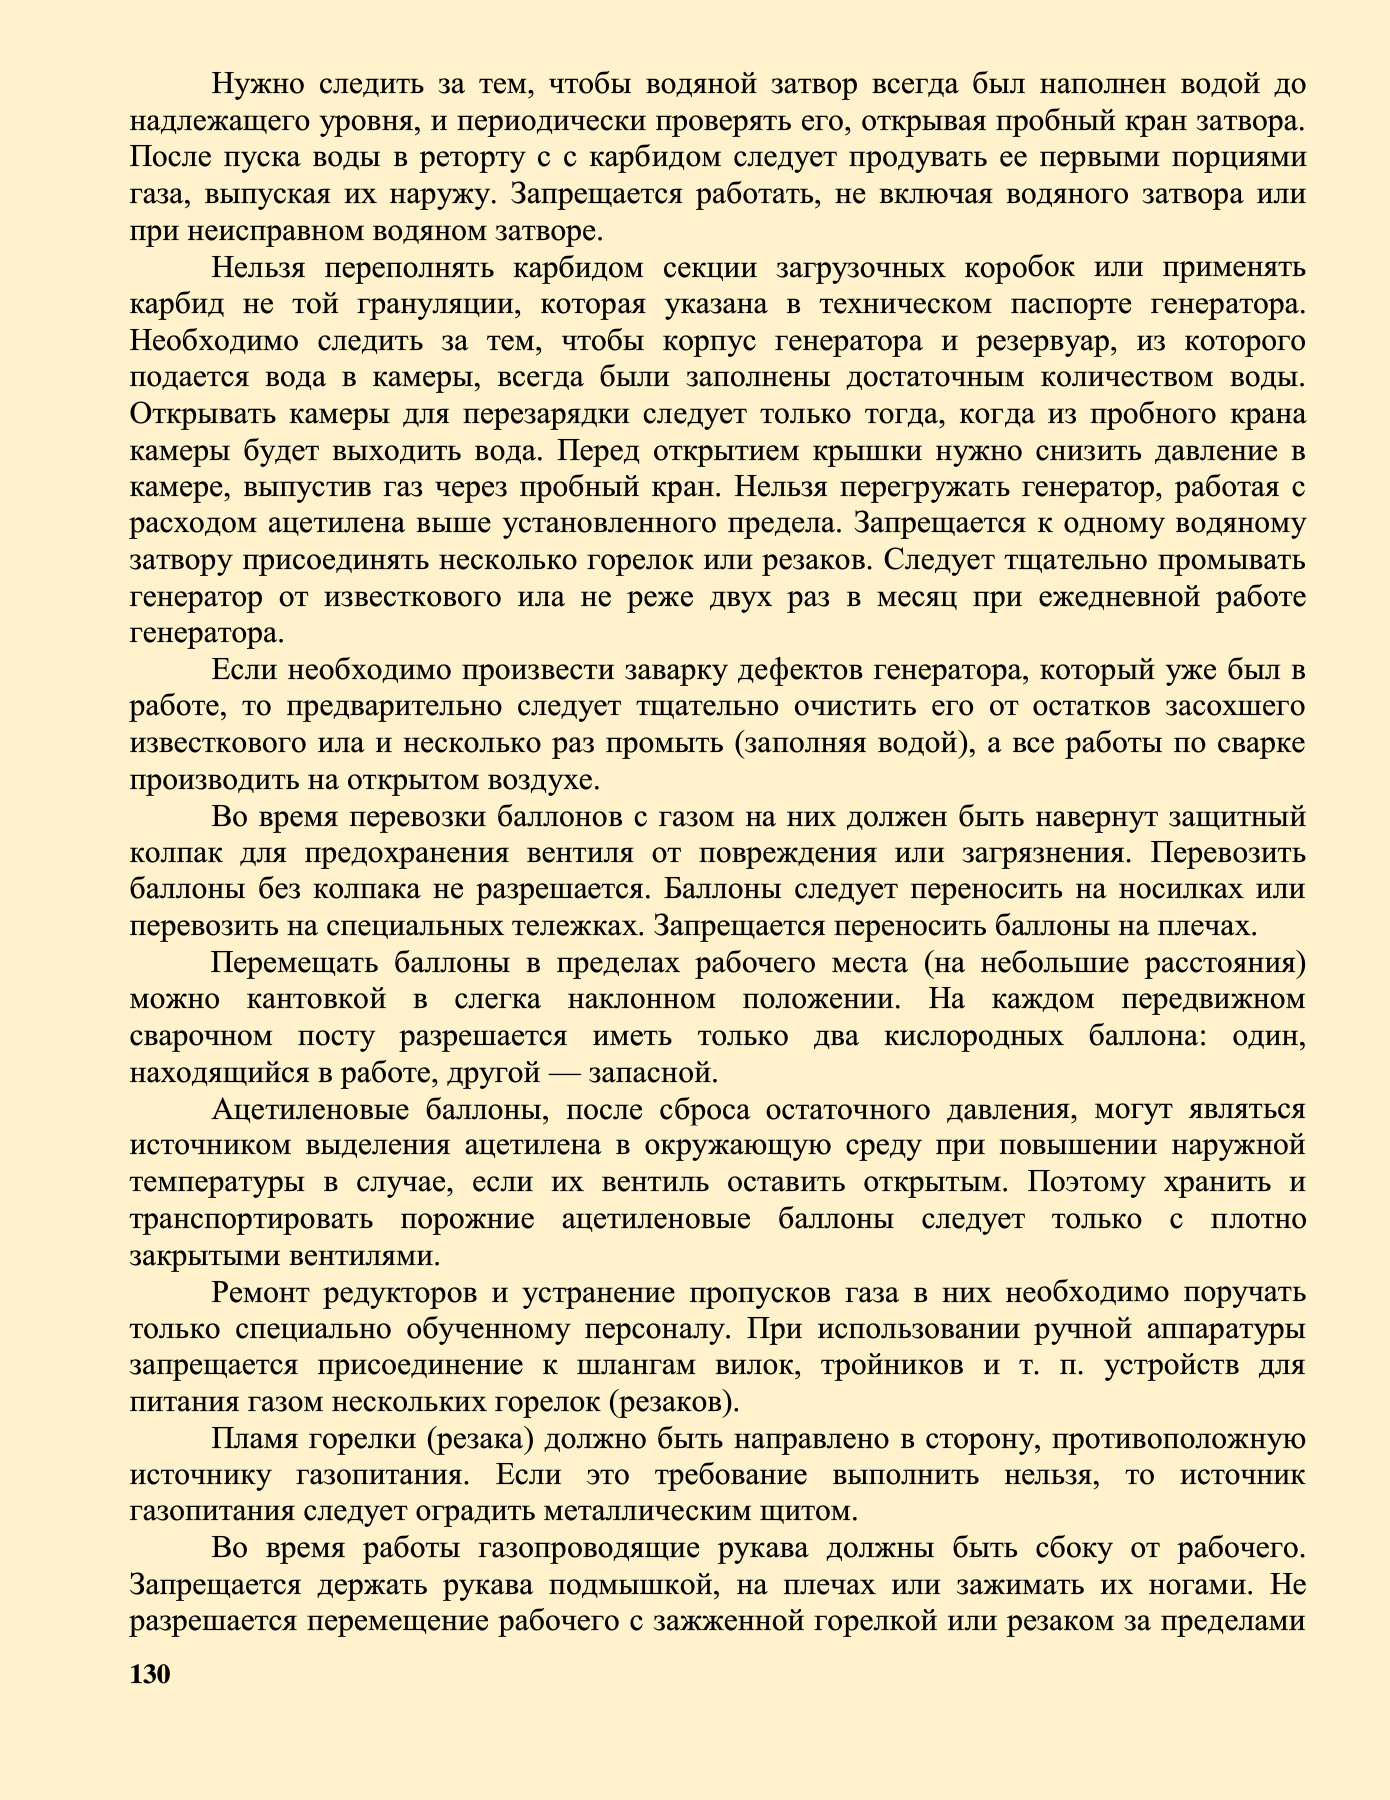 Нужно следить за тем, чтобы водяной затвор всегда был наполнен водой до
надлежащего уровня, и периодически проверять его, открывая пробный кран затвора.
После пуска воды в реторту с с карбидом следует продувать ее первыми порциями
газа, выпуская их наружу. Запрещается работать, не включая водяного затвора или
при неисправном водяном затворе.
Нельзя переполнять карбидом секции загрузочных коробок или применять
карбид не той грануляции, которая указана в техническом паспорте генератора.
Необходимо следить за тем, чтобы корпус генератора и резервуар, из которого
подается вода в камеры, всегда были заполнены достаточным количеством воды.
Открывать камеры для перезарядки следует только тогда, когда из пробного крана
камеры будет выходить вода. Перед открытием крышки нужно снизить давление в
камере, выпустив газ через пробный кран. Нельзя перегружать генератор, работая с
расходом ацетилена выше установленного предела. Запрещается к одному водяному
затвору присоединять несколько горелок или резаков. Следует тщательно промывать
генератор от известкового ила не реже двух раз в месяц при ежедневной работе
генератора.
Если необходимо произвести заварку дефектов генератора, который уже был в
работе, то предварительно следует тщательно очистить его от остатков засохшего
известкового ила и несколько раз промыть (заполняя водой), а все работы по сварке
производить на открытом воздухе.
Во время перевозки баллонов с газом на них должен быть навернут защитный
колпак для предохранения вентиля от повреждения или загрязнения. Перевозить
баллоны без колпака не разрешается. Баллоны следует переносить на носилках или
перевозить на специальных тележках. Запрещается переносить баллоны на плечах.
Перемещать баллоны в пределах рабочего места (на небольшие расстояния)
можно кантовкой в слегка наклонном положении. На каждом передвижном
сварочном посту разрешается иметь только два кислородных баллона: один,
находящийся в работе, другой — запасной.
Ацетиленовые баллоны, после сброса остаточного давления, могут являться
источником выделения ацетилена в окружающую среду при повышении наружной
температуры в случае, если их вентиль оставить открытым. Поэтому хранить и
транспортировать порожние ацетиленовые баллоны следует только с плотно
закрытыми вентилями.
Ремонт редукторов и устранение пропусков газа в них необходимо поручать
только специально обученному персоналу. При использовании ручной аппаратуры
запрещается присоединение к шлангам вилок, тройников и т. п. устройств для
питания газом нескольких горелок (резаков).
Пламя горелки (резака) должно быть направлено в сторону, противоположную
источнику газопитания. Если это требование выполнить нельзя, то источник
газопитания следует оградить металлическим щитом.
Во время работы газопроводящие рукава должны быть сбоку от рабочего.
Запрещается держать рукава подмышкой, на плечах или зажимать их ногами. Не
разрешается перемещение рабочего с зажженной горелкой или резаком за пределами
130